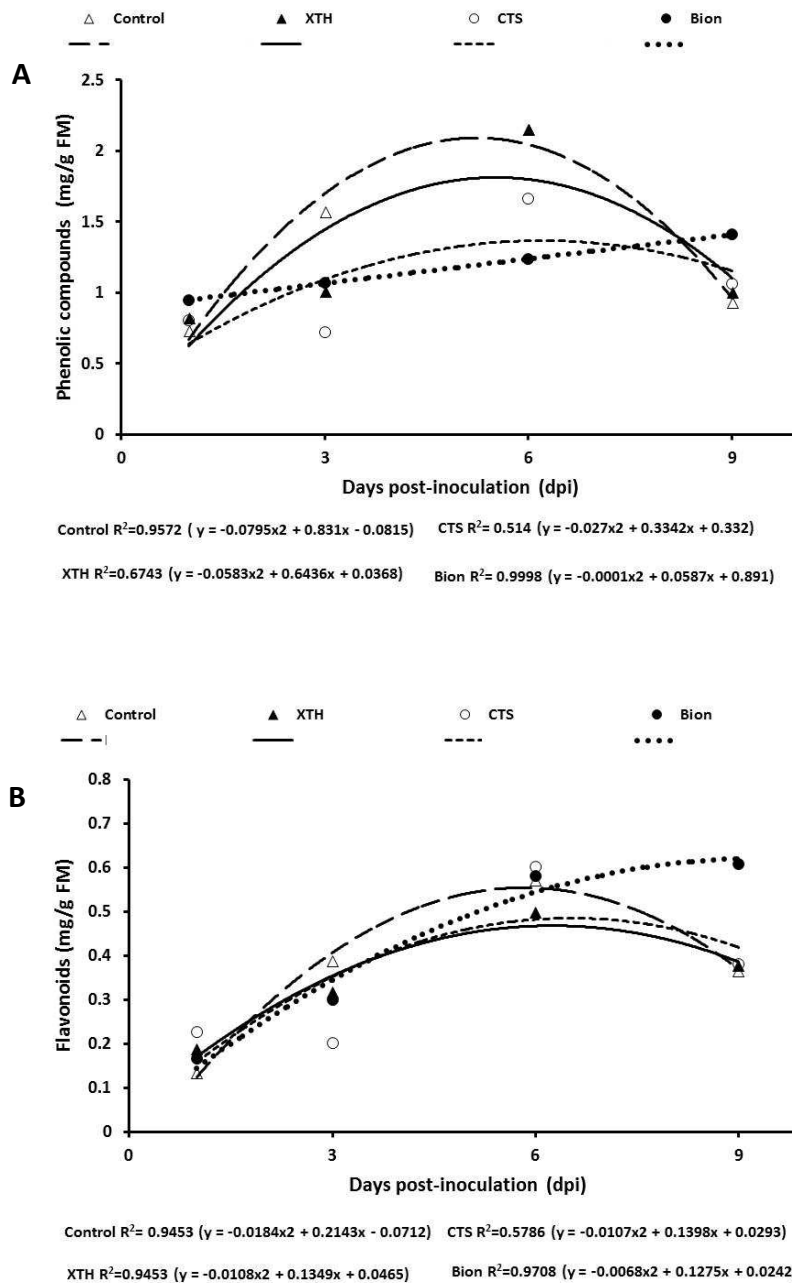 Control XTH CTS Bion
A
2.5
2
1.5
1
0.5
0
Phenolic compounds (mg/g FM)
0 3 6 9
Days post-inoculation (dpi)
Control R²=0.9572 ( y = -0.0795x2 + 0.831x - 0.0815) CTS R²= 0.514 (y = -0.027x2 + 0.3342x + 0.332)
XTH R²=0.6743 (y = -0.0583x2 + 0.6436x + 0.0368) Bion R²= 0.9998 (y = -0.0001x2 + 0.0587x + 0.891)
Control XTH CTS Bion
B
0.8
0.7
0.6
0.5
0.4
0.3
0.2
0.1
0
Flavonoids (mg/g FM)
0 3 6 9
Days post-inoculation (dpi)
Control R²= 0.9453 (y = -0.0184x2 + 0.2143x - 0.0712) CTS R²=0.5786 (y = -0.0107x2 + 0.1398x + 0.0293)
XTH R²=0.9453 (y = -0.0108x2 + 0.1349x + 0.0465) Bion R²=0.9708 (y = -0.0068x2 + 0.1275x + 0.0242